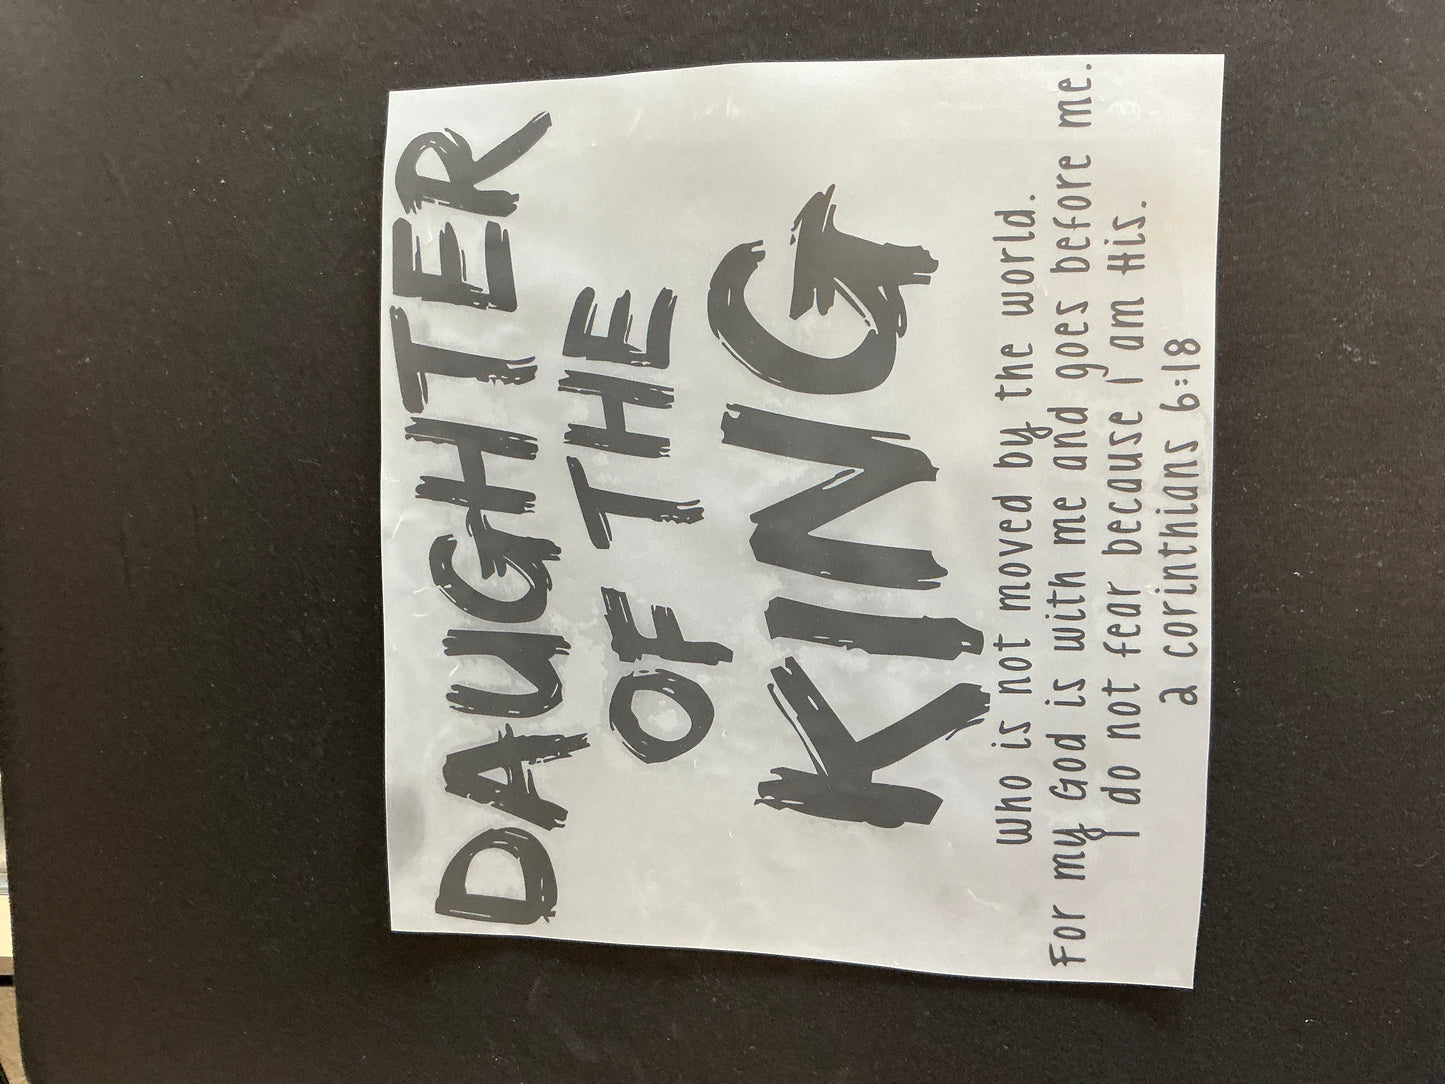 DAUGHTER
OF THE
KING
Who is not moved by the world.
For my God is with me and goes before me.
I do not fear because I am His.
2 corinthians 6:18